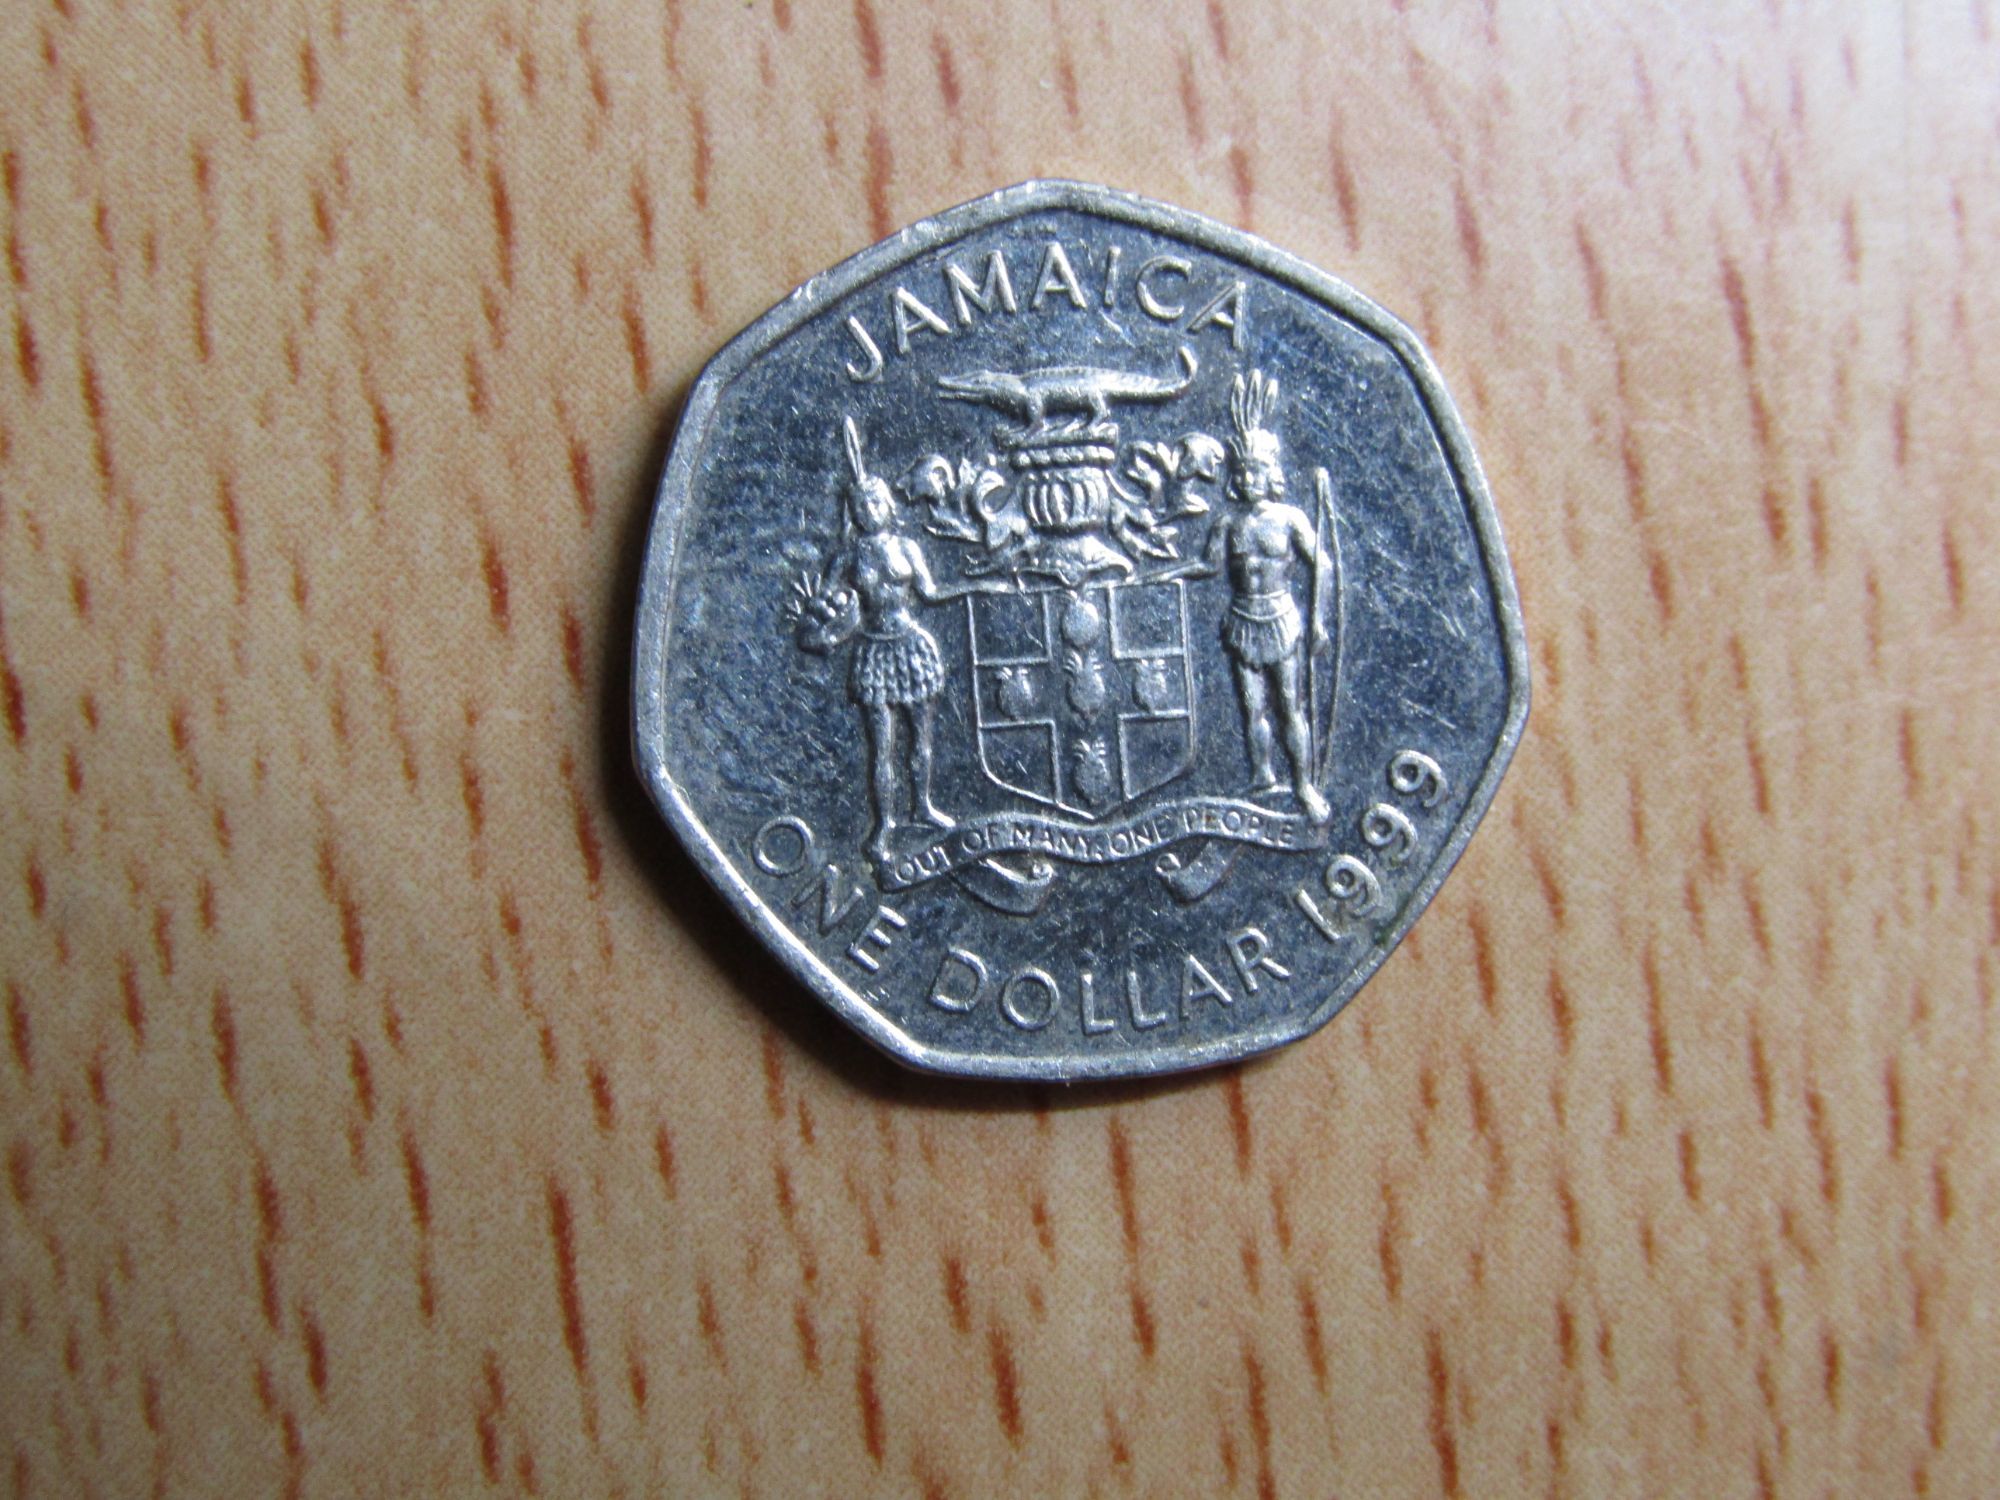 JAMAICA
OUT OF MANY, ONE PEOPLE
ONE DOLLAR 1999